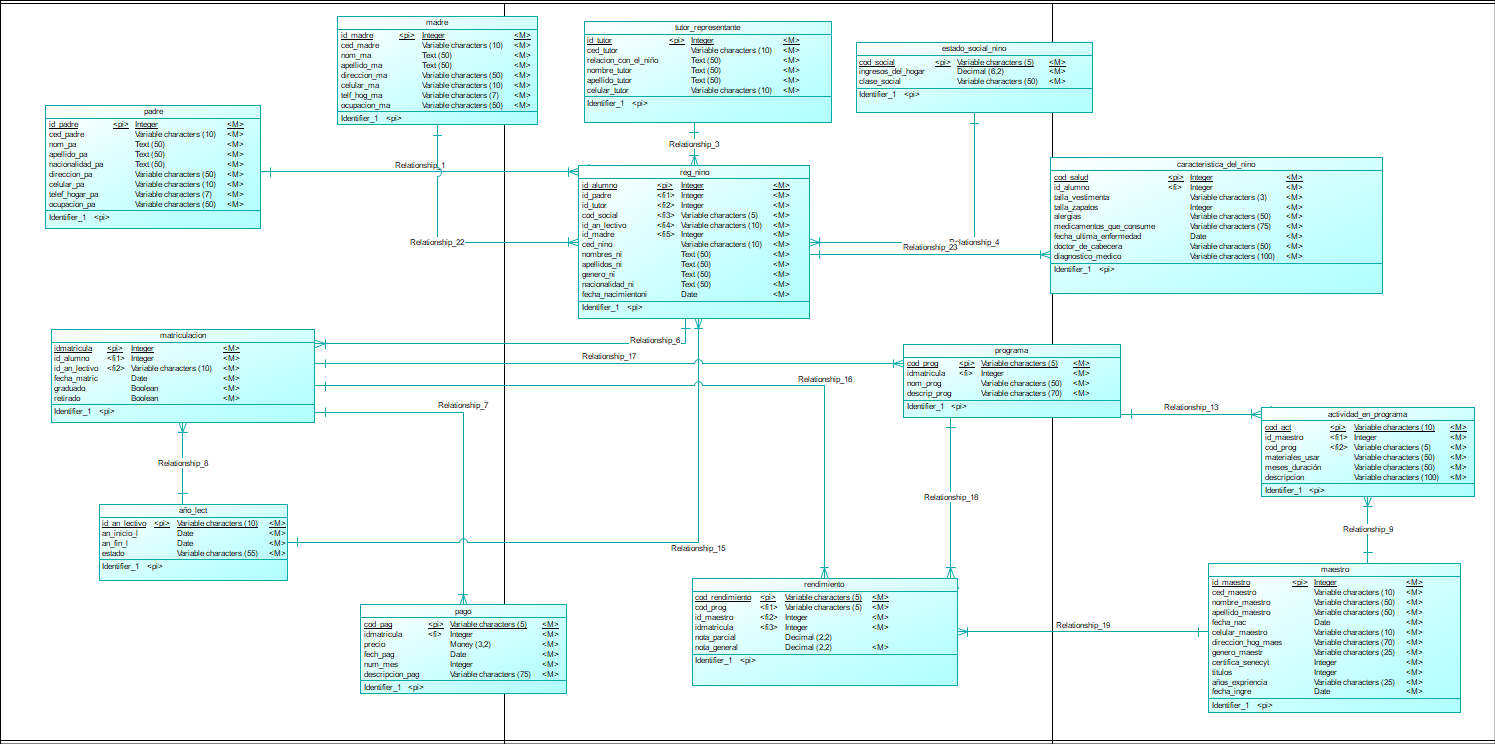 madre
id_madre <pi> Integer <M>
ced_madre Variable characters (10) <M>
nom_ma Text (50) <M>
apellido_ma Text (50) <M>
direccion_ma Variable characters (50) <M>
celular_ma Variable characters (10) <M>
telf_hog_ma Variable characters (7) <M>
ocupacion_ma Variable characters (50) <M>
Identifier_1 <pi>
tutor_representante
id_tutor <pi> Integer <M>
ced_tutor Variable characters (10) <M>
relacion_con_el_niño Text (50) <M>
nombre_tutor Text (50) <M>
apellido_tutor Text (50) <M>
celular_tutor Variable characters (10) <M>
Identifier_1 <pi>
estado_social_nino
cod_social <pi> Variable characters (5) <M>
ingresos_del_hogar Decimal (6,2) <M>
clase_social Variable characters (50) <M>
Identifier_1 <pi>
padre
id_padre <pi> Integer <M>
ced_padre Variable characters (10) <M>
nom_pa Text (50) <M>
apellido_pa Text (50) <M>
nacionalidad_pa Text (50) <M>
direccion_pa Variable characters (50) <M>
celular_pa Variable characters (10) <M>
telef_hogar_pa Variable characters (7) <M>
ocupacion_pa Variable characters (50) <M>
Identifier_1 <pi>
Relationship_1
Relationship_3
reg_nino
id_alumno <pi> Integer <M>
id_padre <fi1> Integer <M>
id_tutor <fi2> Integer <M>
cod_social <fi3> Variable characters (5) <M>
id_an_lectivo <fi4> Variable characters (10) <M>
id_madre <fi5> Integer <M>
ced_nino Variable characters (10) <M>
nombres_ni Text (50) <M>
apellidos_ni Text (50) <M>
genero_ni Text (50) <M>
nacionalidad_ni Text (50) <M>
fecha_nacimientoni Date <M>
Identifier_1 <pi>
caracteristica_del_nino
cod_salud <pi> Integer <M>
id_alumno <fi> Integer <M>
talla_vestimenta Variable characters (3) <M>
talla_zapatos Integer <M>
alergias Variable characters (50) <M>
medicamentos_que_consume Variable characters (75) <M>
fecha_ultima_enfermedad Date <M>
doctor_de_cabecera Variable characters (50) <M>
diagnostico_medico Variable characters (100) <M>
Identifier_1 <pi>
Relationship_22
Relationship_4
Relationship_23
matriculacion
idmatricula <pi> Integer <M>
id_alumno <fi1> Integer <M>
id_an_lectivo <fi2> Variable characters (10) <M>
fecha_matric Date <M>
graduado Boolean <M>
retirado Boolean <M>
Identifier_1 <pi>
Relationship_6
Relationship_17
Relationship_16
Relationship_7
programa
cod_prog <pi> Variable characters (5) <M>
idmatricula <fi> Integer <M>
nom_prog Variable characters (50) <M>
descrip_prog Variable characters (70) <M>
Identifier_1 <pi>
Relationship_13
actividad_en_programa
cod_act <pi> Variable characters (10) <M>
id_maestro <fi1> Integer <M>
cod_prog <fi2> Variable characters (5) <M>
materiales_usar Variable characters (50) <M>
meses_duración Variable characters (50) <M>
descripcion Variable characters (100) <M>
Identifier_1 <pi>
Relationship_8
Relationship_18
Relationship_9
año_lect
id_an_lectivo <pi> Variable characters (10) <M>
an_inicio_l Date <M>
an_fin_l Date <M>
estado Variable characters (55) <M>
Identifier_1 <pi>
Relationship_15
pago
cod_pag <pi> Variable characters (5) <M>
idmatricula <fi> Integer <M>
precio Money (3,2) <M>
fech_pag Date <M>
num_mes Integer <M>
descripcion_pag Variable characters (75) <M>
Identifier_1 <pi>
rendimiento
cod_rendimiento <pi> Variable characters (5) <M>
cod_prog <fi1> Variable characters (5) <M>
id_maestro <fi2> Integer <M>
idmatricula <fi3> Integer <M>
nota_parcial Decimal (2,2)
nota_general Decimal (2,2) <M>
Identifier_1 <pi>
Relationship_19
maestro
id_maestro <pi> Integer <M>
ced_maestro Variable characters (10) <M>
nombre_maestro Variable characters (50) <M>
apellido_maestro Variable characters (50) <M>
fecha_nac Date <M>
celular_maestro Variable characters (10) <M>
direccion_hog_maes Variable characters (70) <M>
genero_maestr Variable characters (25) <M>
certifica_senecyt Integer <M>
titulos Integer <M>
años_expriencia Variable characters (25) <M>
fecha_ingre Date <M>
Identifier_1 <pi>